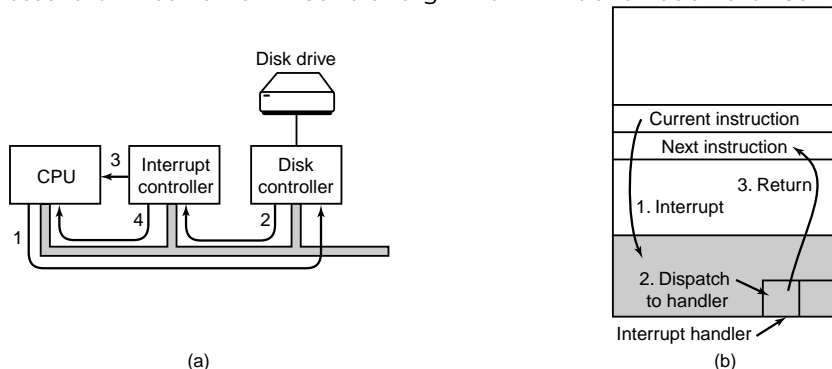 Disk drive
CPU
3
Interrupt
controller
Disk
controller
1
4
2
Current instruction
Next instruction
1. Interrupt
3. Return
2. Dispatch
to handler
Interrupt handler
(a)
(b)